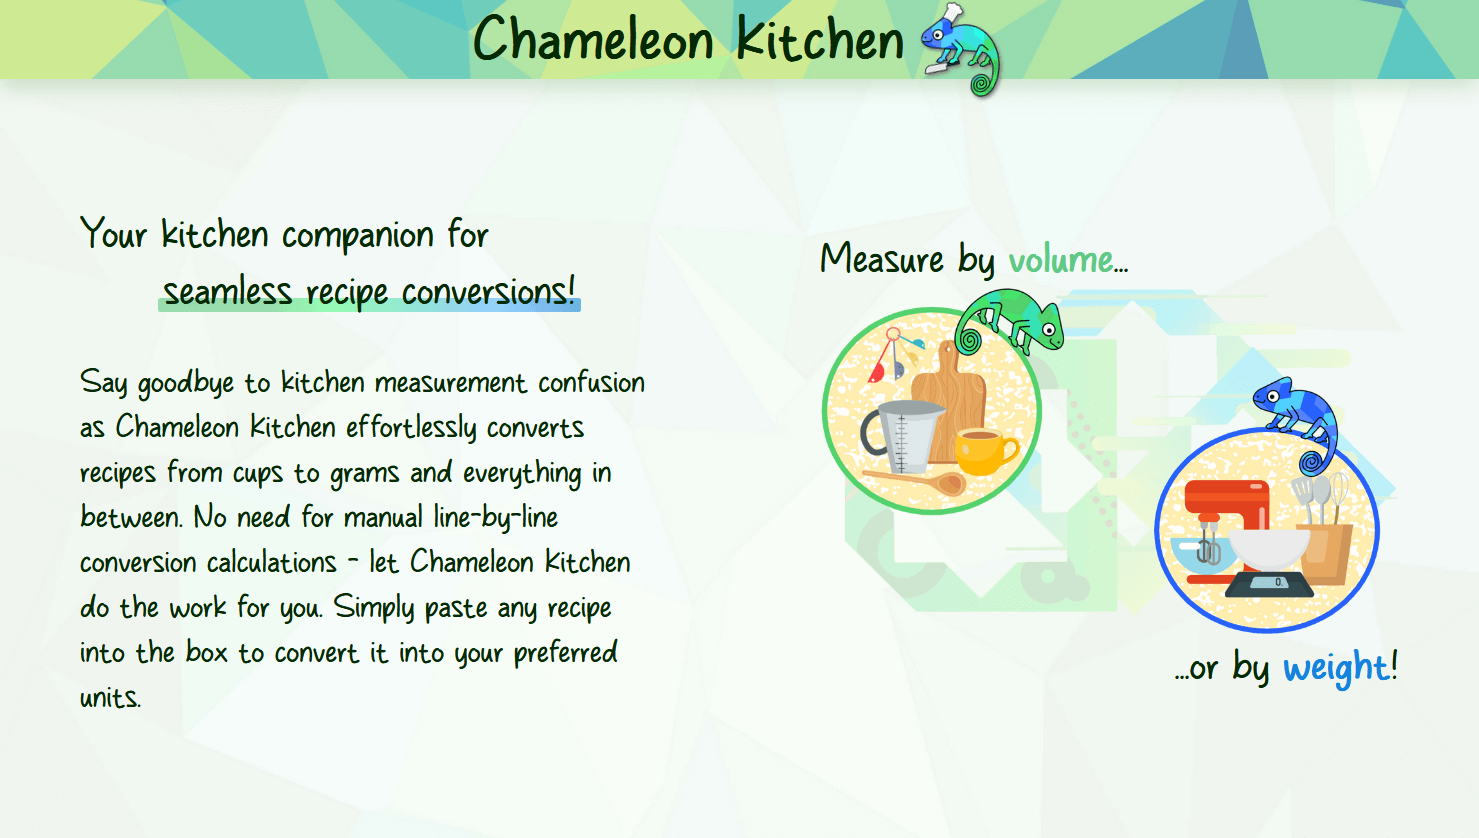 Chameleon Kitchen
Your kitchen companion for
seamless recipe conversions!
Say goodbye to kitchen measurement confusion
as Chameleon Kitchen effortlessly converts
recipes from cups to grams and everything in
between. No need for manual line-by-line
conversion calculations - let Chameleon Kitchen
do the work for you. Simply paste any recipe
into the box to convert it into your preferred
units.
Measure by volume...
0.
...or by weight!